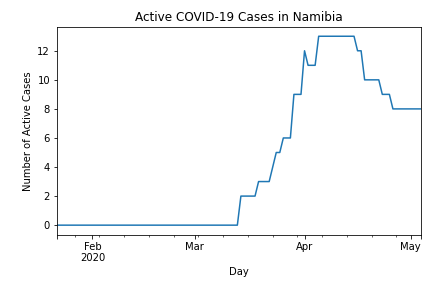 Active COVID-19 Cases in Namibia
Number of Active Cases
12
10
8
6
4
2
0
Feb
2020
Mar
Apr
May
Day